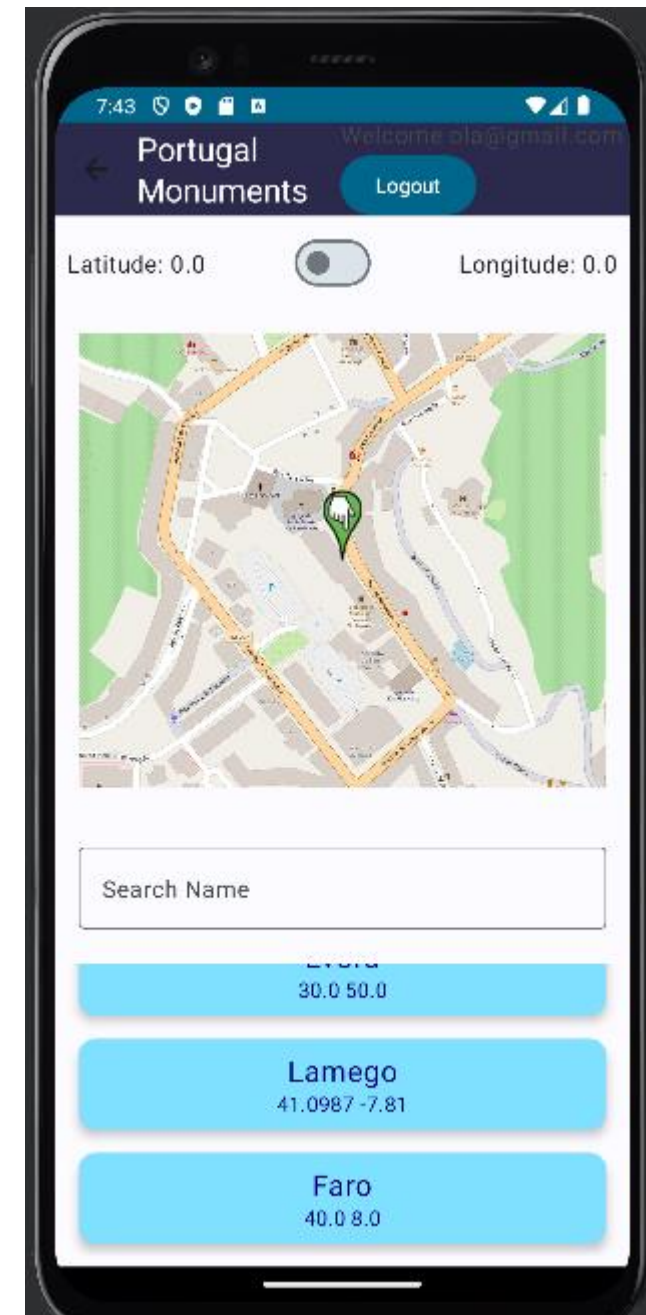 7:43
Welcome ola@gmail.com
Portugal
Monuments
Logout
Latitude: 0.0
Longitude: 0.0
Search Name
Evora
30.0 50.0
Lamego
41.0987 -7.81
Faro
40.0 8.0